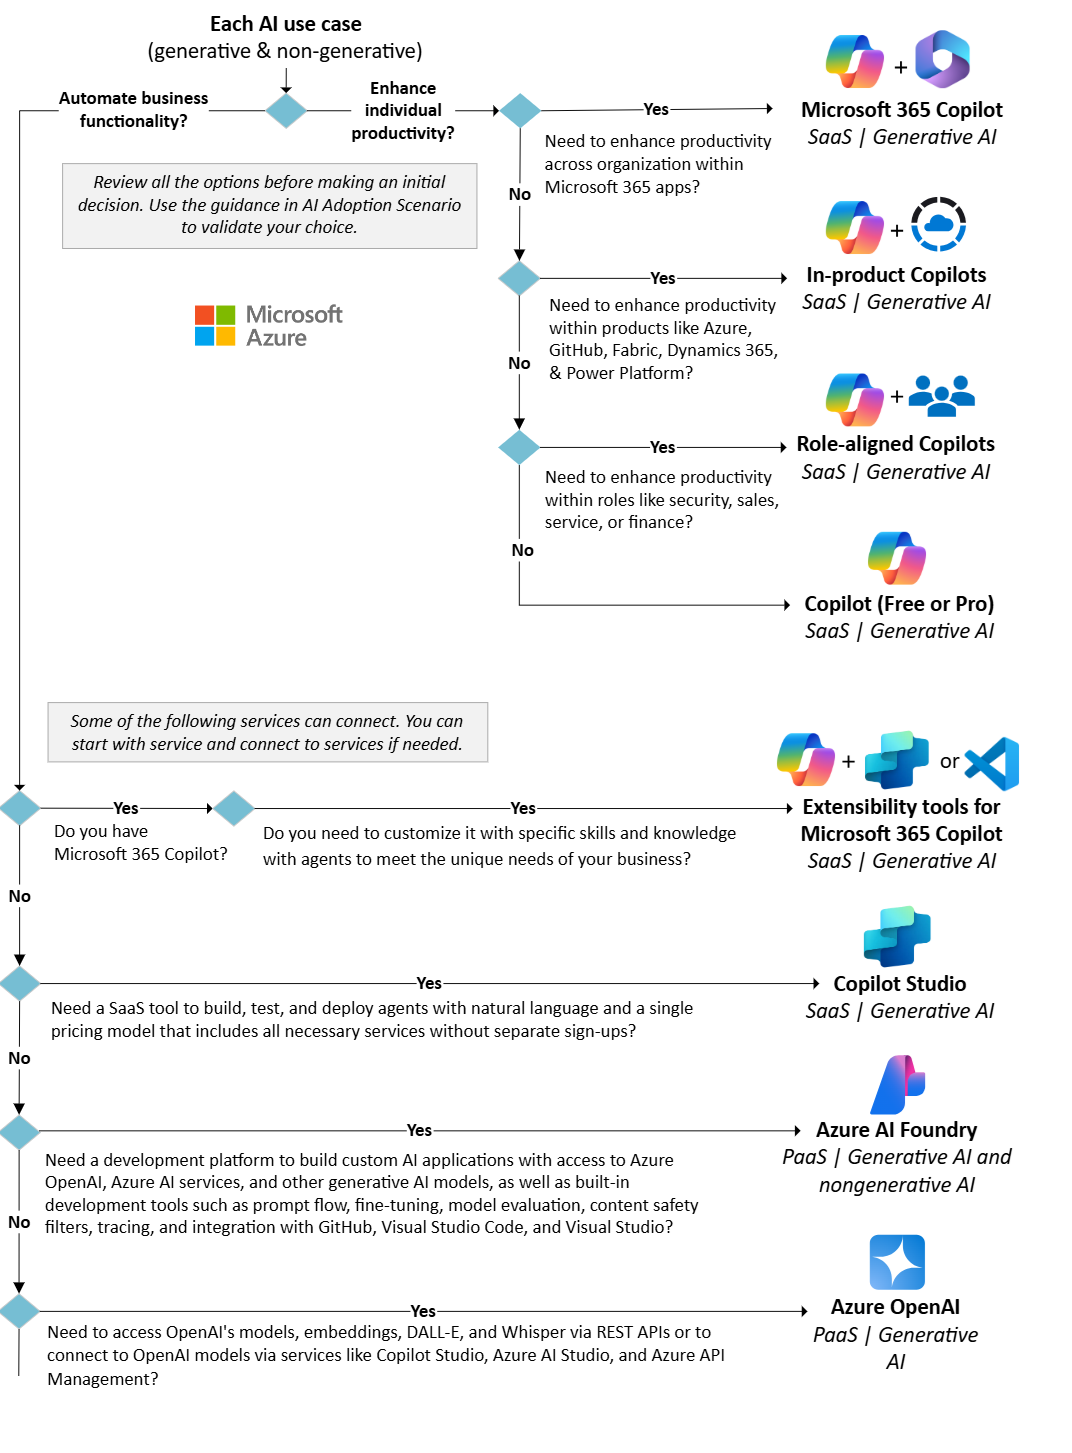 Each AI use case
(generative & non-generative)
Automate business
functionality?
Enhance
individual
productivity?
Yes
Need to enhance productivity
across organization within
Microsoft 365 apps?
No
+
Microsoft 365 Copilot
SaaS | Generative AI
Review all the options before making an initial
decision. Use the guidance in AI Adoption Scenario
to validate your choice.
Microsoft
Azure
Yes
Need to enhance productivity
within products like Azure,
GitHub, Fabric, Dynamics 365,
& Power Platform?
No
+
In-product Copilots
SaaS | Generative AI
Yes
Need to enhance productivity
within roles like security, sales,
service, or finance?
No
+
Role-aligned Copilots
SaaS | Generative AI
Copilot (Free or Pro)
SaaS | Generative AI
Some of the following services can connect. You can
start with service and connect to services if needed.
Yes
Do you have
Microsoft 365 Copilot?
Yes
Do you need to customize it with specific skills and knowledge
with agents to meet the unique needs of your business?
+ or
Extensibility tools for
Microsoft 365 Copilot
SaaS | Generative AI
No
Yes
Need a SaaS tool to build, test, and deploy agents with natural language and a single
pricing model that includes all necessary services without separate sign-ups?
Copilot Studio
SaaS | Generative AI
No
Yes
Need a development platform to build custom AI applications with access to Azure
OpenAI, Azure AI services, and other generative AI models, as well as built-in
development tools such as prompt flow, fine-tuning, model evaluation, content safety
filters, tracing, and integration with GitHub, Visual Studio Code, and Visual Studio?
Azure AI Foundry
PaaS | Generative AI and
nongenerative AI
No
Yes
Need to access OpenAI's models, embeddings, DALL-E, and Whisper via REST APIs or to
connect to OpenAI models via services like Copilot Studio, Azure AI Studio, and Azure API
Management?
Azure OpenAI
PaaS | Generative
AI